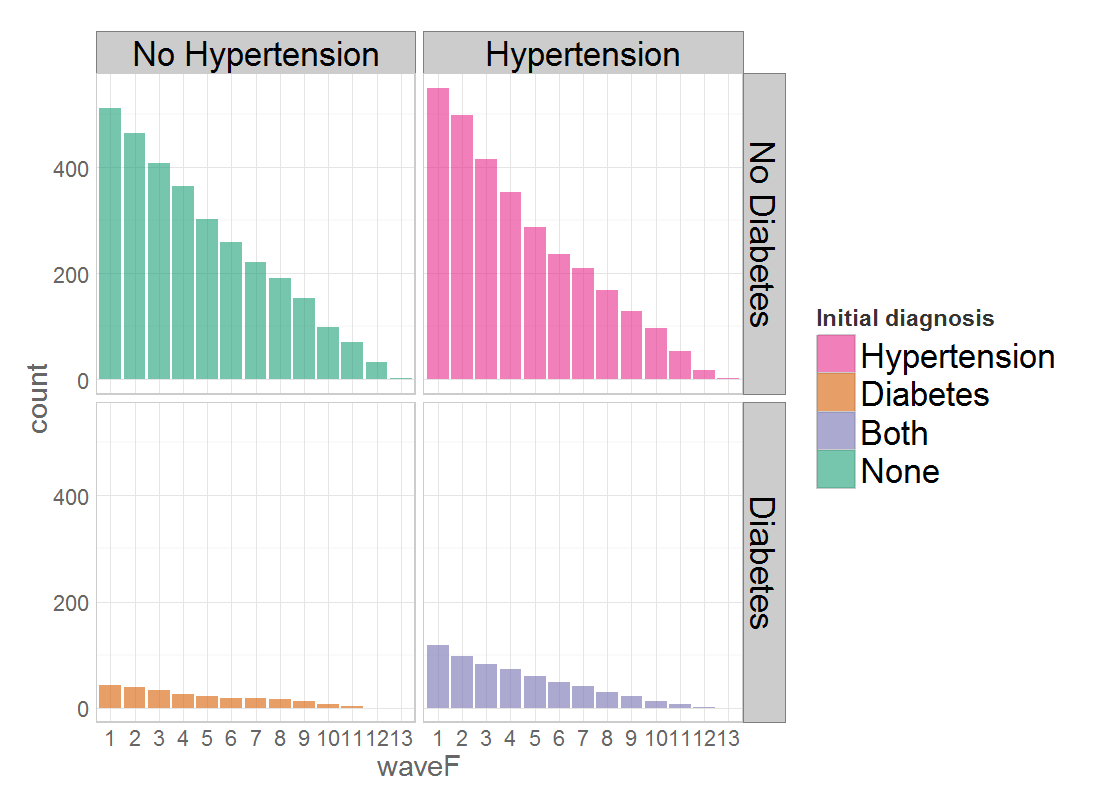 No Hypertension
Hypertension
No Diabetes
Diabetes
400
200
0
400
200
0
count
1 2 3 4 5 6 7 8 9 10 11 12 13
1 2 3 4 5 6 7 8 9 10 11 12 13
waveF
Initial diagnosis
Hypertension
Diabetes
Both
None